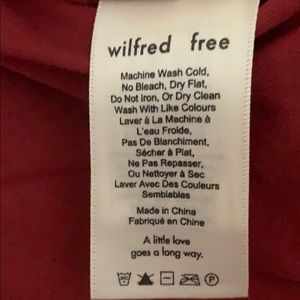 wilfred free
Machine Wash Cold,
No Bleach, Dry Flat,
Do Not Iron, Or Dry Clean
Wash With Like Colours
Laver à La Machine à
L'eau Froide,
Pas De Blanchiment,
Sécher à Plat,
Ne Pas Repasser,
Ou Nettoyer à Sec
Laver Avec Des Couleurs
Semblables
Made in China
Fabriqué en Chine
A little love
goes a long way.